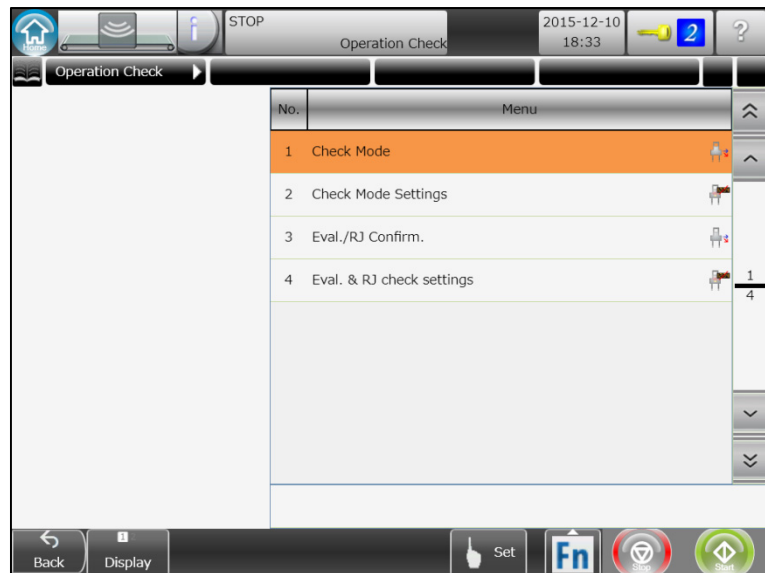 Home
i
STOP
Operation Check
2015-12-10
18:33
2
?
Operation Check
No. Menu
1 Check Mode
2 Check Mode Settings
3 Eval./RJ Confirm.
4 Eval. & RJ check settings
1
4
Back
1
Display
Set
Fn
Stop
Start